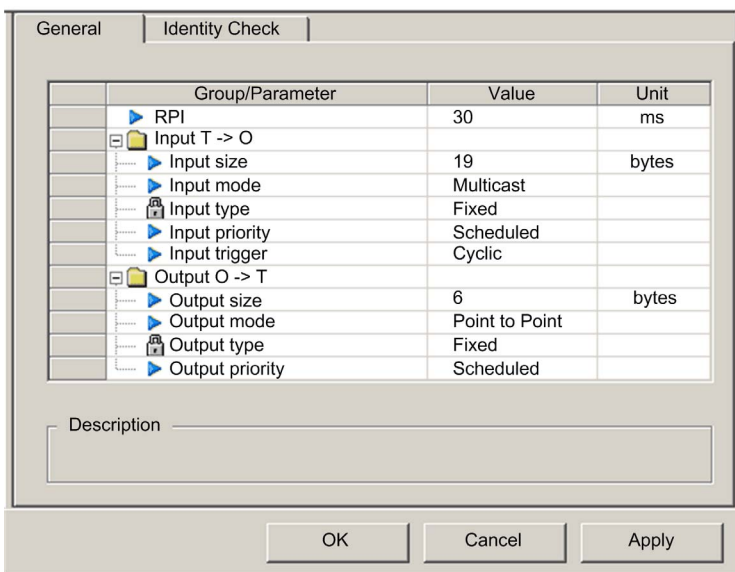 General Identity Check
Group/Parameter Value Unit
RPI 30 ms
Input T -> O
Input size 19 bytes
Input mode Multicast
Input type Fixed
Input priority Scheduled
Input trigger Cyclic
Output O -> T
Output size 6 bytes
Output mode Point to Point
Output type Fixed
Output priority Scheduled
Description
OK Cancel Apply